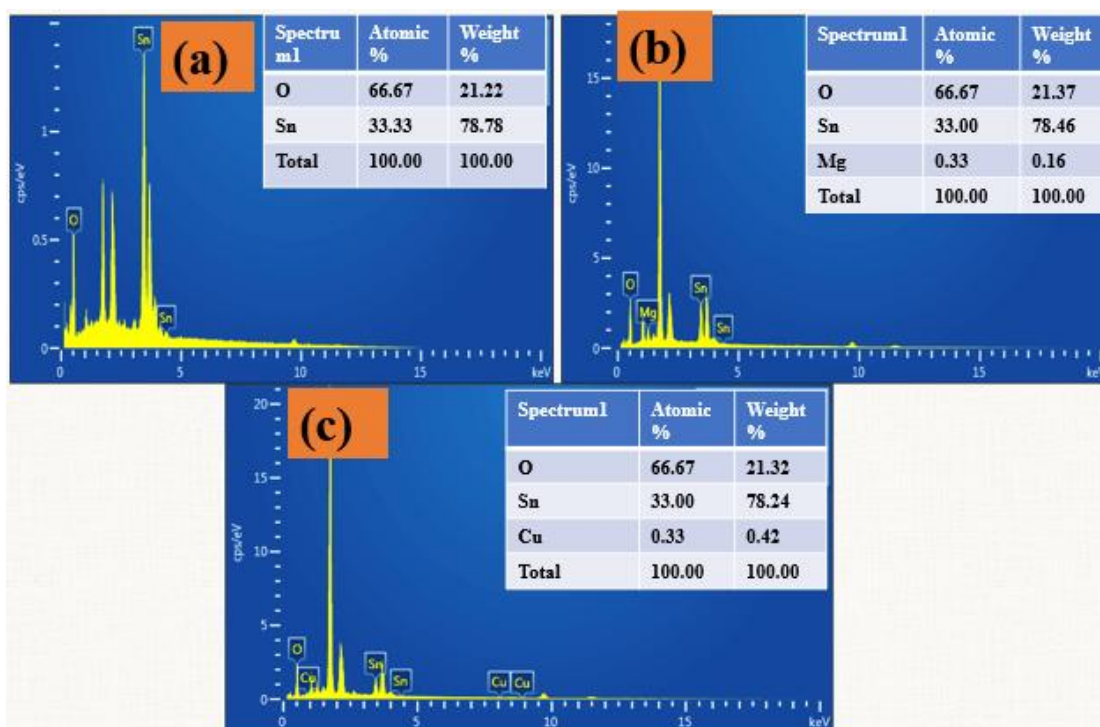 (a)
Sn
O
Sn
1
0.5
0
cps/eV
0 5 10 15 keV
Spectru
m1 Atomic
% Weight
%
O 66.67 21.22
Sn 33.33 78.78
Total 100.00 100.00
(b)
15
10
5
0
cps/eV
O
Mg
Sn
Sn
0 5 10 15 keV
Spectrum1 Atomic
% Weight
%
O 66.67 21.37
Sn 33.00 78.46
Mg 0.33 0.16
Total 100.00 100.00
(c)
20
15
10
5
0
cps/eV
O
Cu
Sn
Sn
Cu
Cu
0 5 10 15 keV
Spectrum1 Atomic
% Weight
%
O 66.67 21.32
Sn 33.00 78.24
Cu 0.33 0.42
Total 100.00 100.00